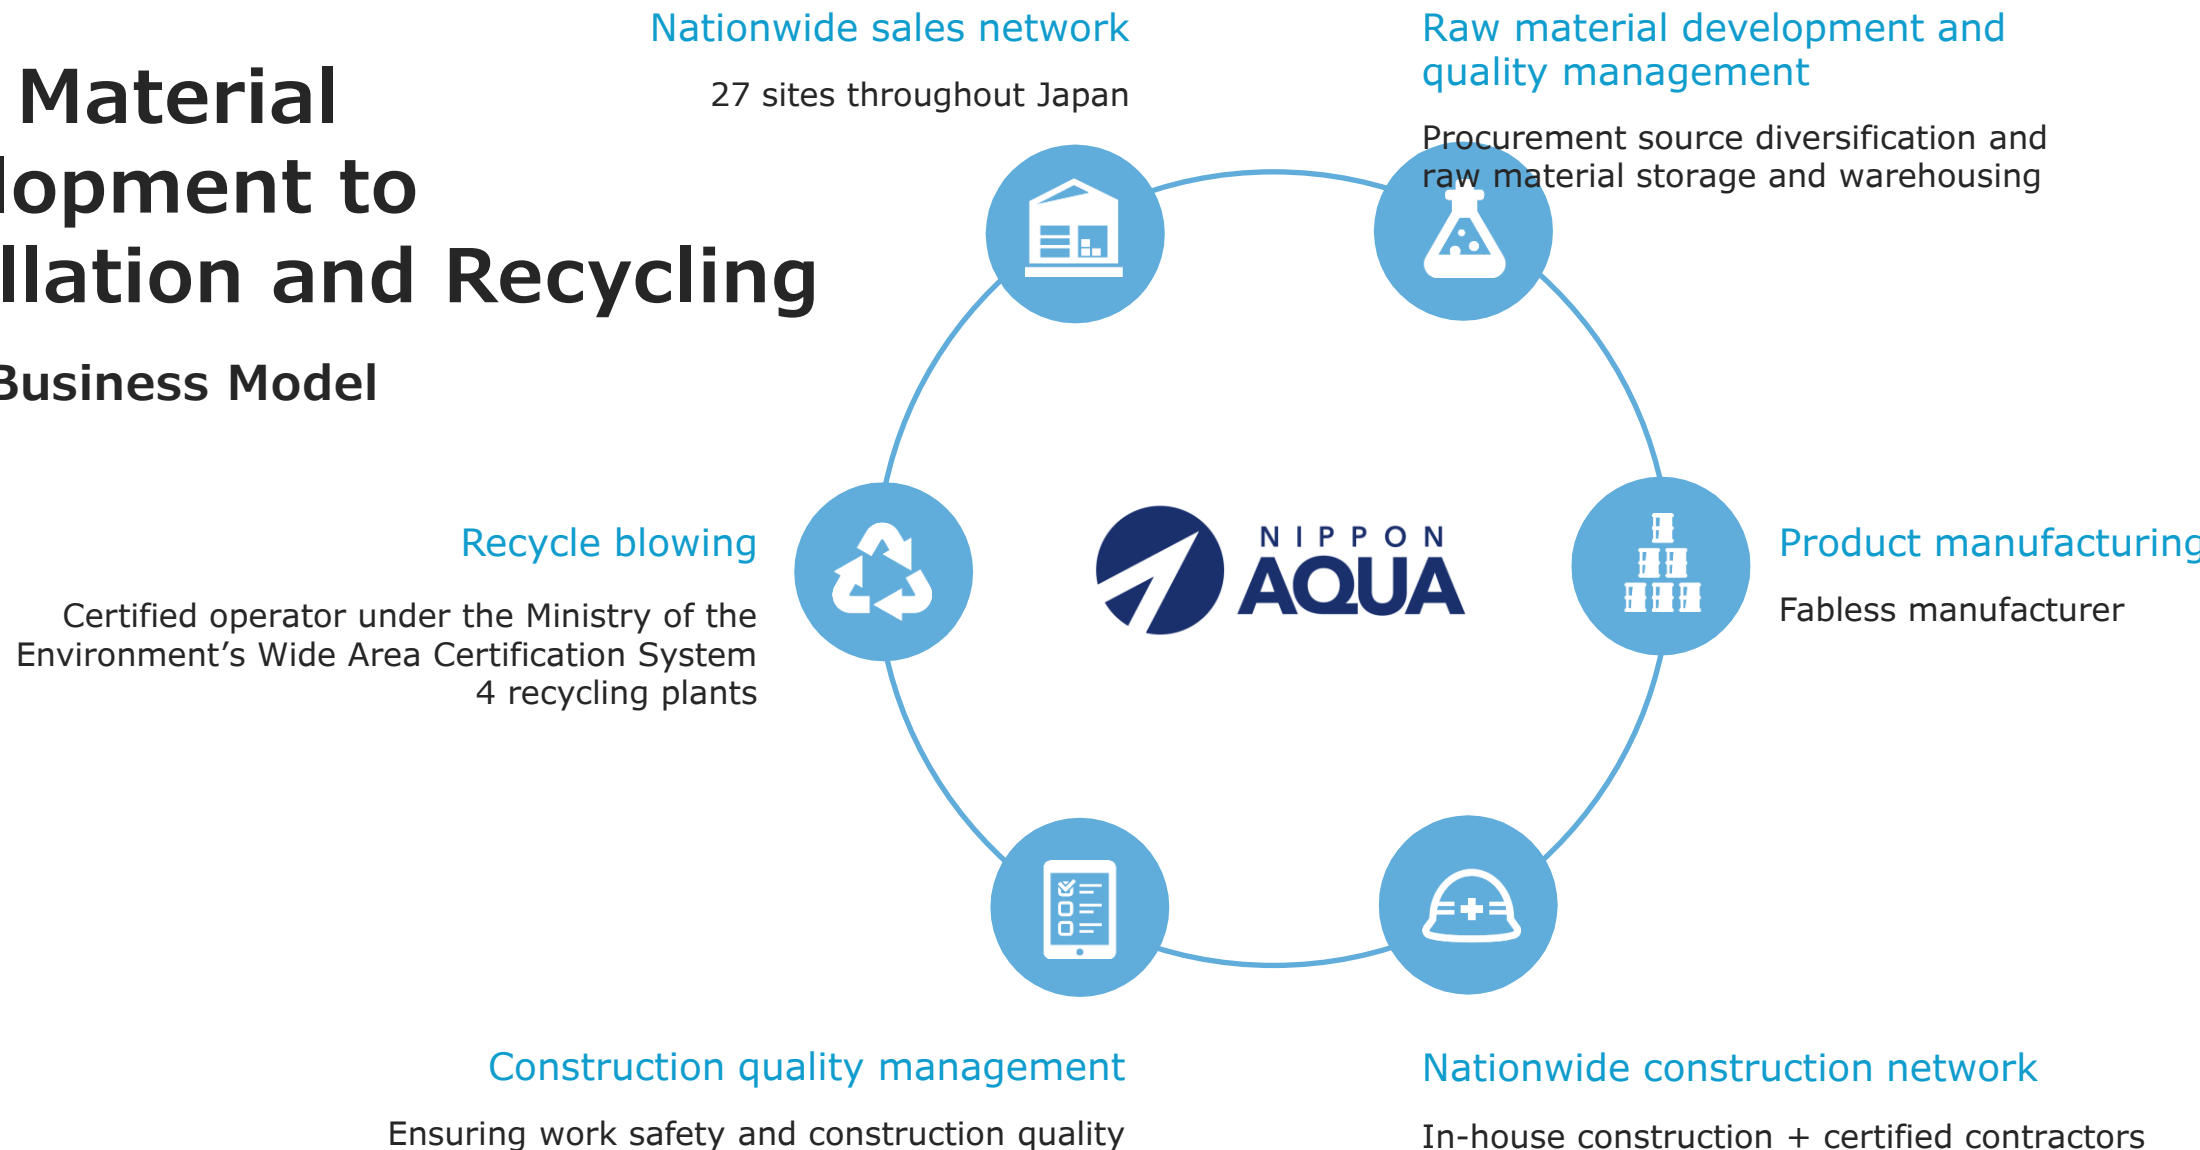 Material
lopment to
llation and Recycling
Business Model
Nationwide sales network
27 sites throughout Japan
Raw material development and
quality management
Procurement source diversification and
raw material storage and warehousing
Recycle blowing
Certified operator under the Ministry of the
Environment’s Wide Area Certification System
4 recycling plants
NIPPON
AQUA
Product manufacturing
Fabless manufacturer
Construction quality management
Ensuring work safety and construction quality
Nationwide construction network
In-house construction + certified contractors